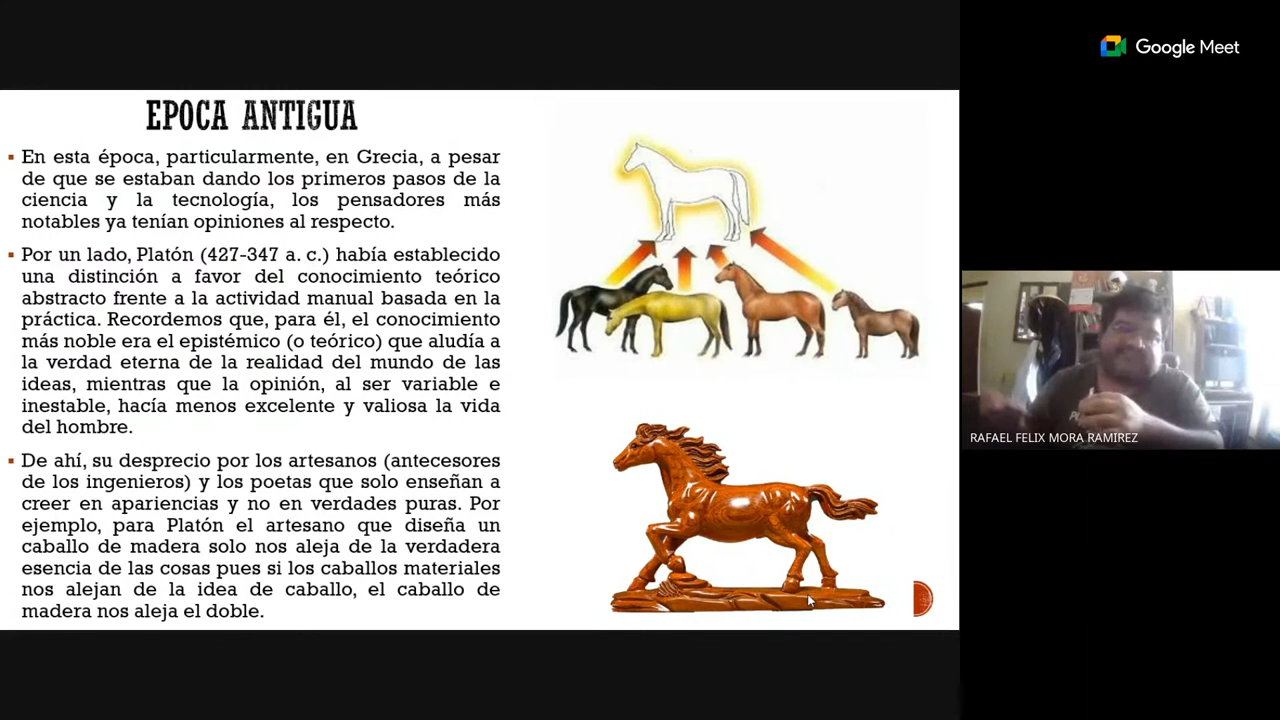 Google Meet
EPOCA ANTIGUA
▪ En esta época, particularmente, en Grecia, a pesar
de que se estaban dando los primeros pasos de la
ciencia y la tecnología, los pensadores más
notables ya tenían opiniones al respecto.
▪ Por un lado, Platón (427-347 a. c.) había establecido
una distinción a favor del conocimiento teórico
abstracto frente a la actividad manual basada en la
práctica. Recordemos que, para él, el conocimiento
más noble era el epistémico (o teórico) que aludía a
la verdad eterna de la realidad del mundo de las
ideas, mientras que la opinión, al ser variable e
inestable, hacía menos excelente y valiosa la vida
del hombre.
▪ De ahí, su desprecio por los artesanos (antecesores
de los ingenieros) y los poetas que solo enseñan a
creer en apariencias y no en verdades puras. Por
ejemplo, para Platón el artesano que diseña un
caballo de madera solo nos aleja de la verdadera
esencia de las cosas pues si los caballos materiales
nos alejan de la idea de caballo, el caballo de
madera nos aleja el doble.
RAFAEL FELIX MORA RAMIREZ